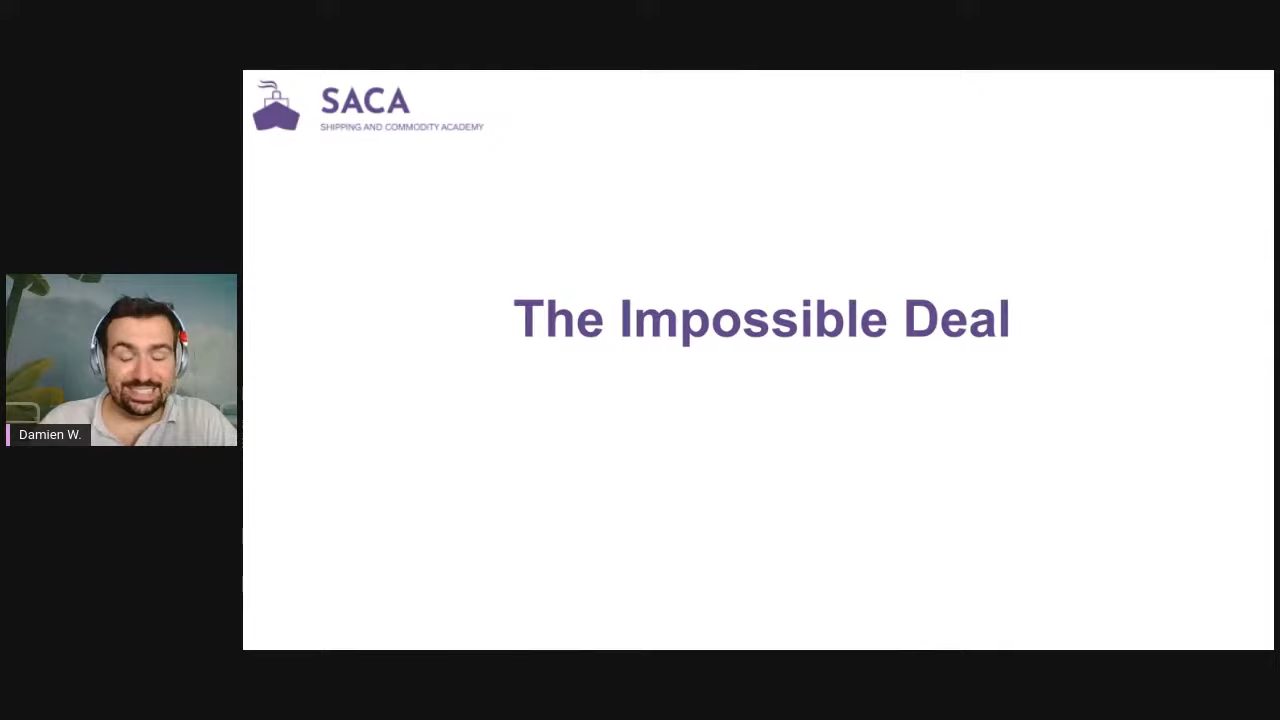 SACA
SHIPPING AND COMMODITY ACADEMY
The Impossible Deal
Damien W.